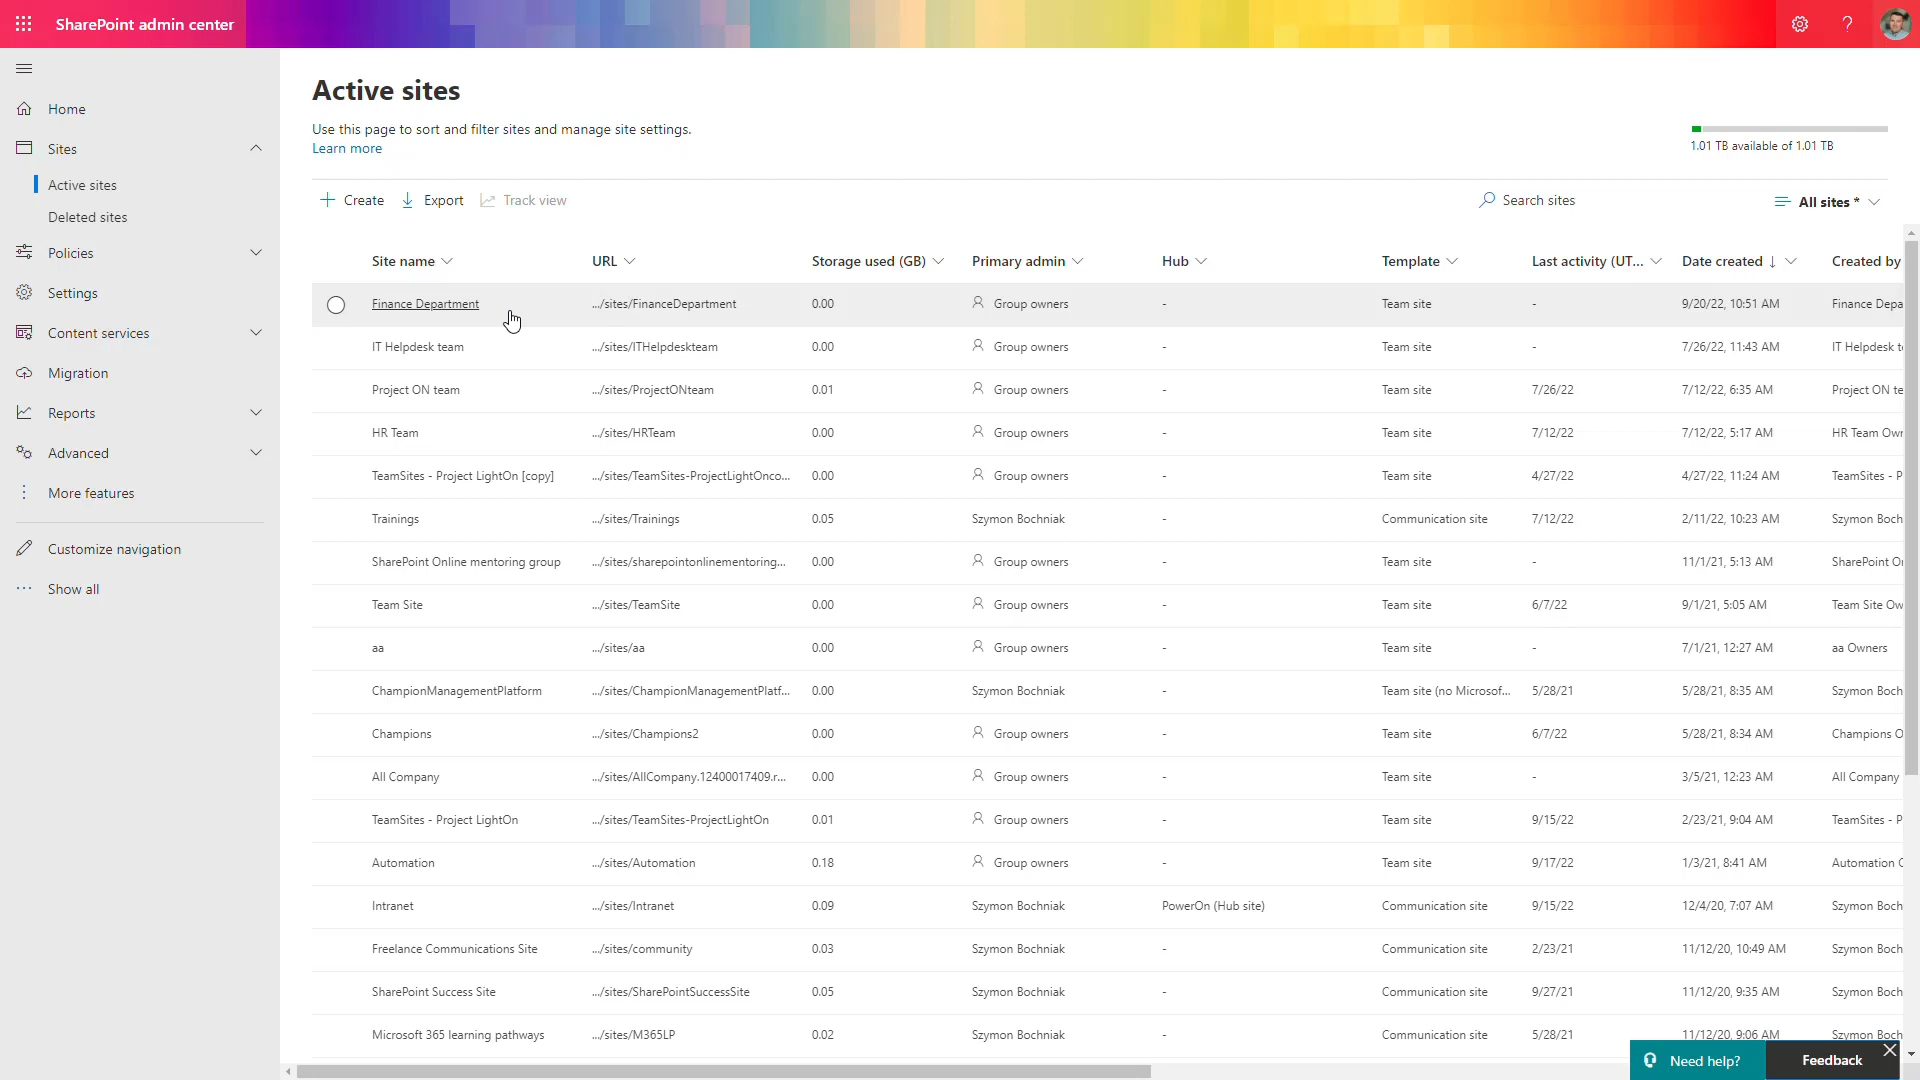 SharePoint admin center
Home
Sites
Active sites
Deleted sites
Policies
Settings
Content services
Migration
Reports
Advanced
More features
Customize navigation
Show all
Active sites
Use this page to sort and filter sites and manage site settings.
Learn more
1.01 TB available of 1.01 TB
Create Export Track view Search sites All sites *
Site name URL Storage used (GB) Primary admin Hub Template Last activity (UT... Date created ↓ Created by
Finance Department .../sites/FinanceDepartment 0.00 Group owners - Team site - 9/20/22, 10:51 AM Finance Depa
IT Helpdesk team .../sites/ITHelpdeskteam 0.00 Group owners - Team site - 7/26/22, 11:43 AM IT Helpdesk t
Project ON team .../sites/ProjectONteam 0.01 Group owners - Team site 7/26/22 7/12/22, 6:35 AM Project ON te
HR Team .../sites/HRTeam 0.00 Group owners - Team site 7/12/22 7/12/22, 5:17 AM HR Team Owr
TeamSites - Project LightOn [copy] .../sites/TeamSites-ProjectLightOnco... 0.00 Group owners - Team site 4/27/22 4/27/22, 11:24 AM TeamSites - P
Trainings .../sites/Trainings 0.05 Szymon Bochniak - Communication site 7/12/22 2/11/22, 10:23 AM Szymon Boch
SharePoint Online mentoring group .../sites/sharepointonlinementoring... 0.00 Group owners - Team site - 11/1/21, 5:13 AM SharePoint O
Team Site .../sites/TeamSite 0.00 Group owners - Team site 6/7/22 9/1/21, 5:05 AM Team Site Ow
aa .../sites/aa 0.00 Group owners - Team site - 7/1/21, 12:27 AM aa Owners
ChampionManagementPlatform .../sites/ChampionManagementPlatf... 0.00 Szymon Bochniak - Team site (no Microsof... 5/28/21 5/28/21, 8:35 AM Szymon Boch
Champions .../sites/Champions2 0.00 Group owners - Team site 6/7/22 5/28/21, 8:34 AM Champions O
All Company .../sites/AllCompany.12400017409.r... 0.00 Group owners - Team site - 3/5/21, 12:23 AM All Company
TeamSites - Project LightOn .../sites/TeamSites-ProjectLightOn 0.01 Group owners - Team site 9/15/22 2/23/21, 9:04 AM TeamSites - P
Automation .../sites/Automation 0.18 Group owners - Team site 9/17/22 1/3/21, 8:41 AM Automation C
Intranet .../sites/Intranet 0.09 Szymon Bochniak PowerOn (Hub site) Communication site 9/15/22 12/4/20, 7:07 AM Szymon Boch
Freelance Communications Site .../sites/community 0.03 Szymon Bochniak - Communication site 2/23/21 11/12/20, 10:49 AM Szymon Boch
SharePoint Success Site .../sites/SharePointSuccessSite 0.05 Szymon Bochniak - Communication site 9/27/21 11/12/20, 9:35 AM Szymon Boch
Microsoft 365 learning pathways .../sites/M365LP 0.02 Szymon Bochniak - Communication site 5/28/21 11/12/20, 9:06 AM Szymon Boch
Need help? Feedback